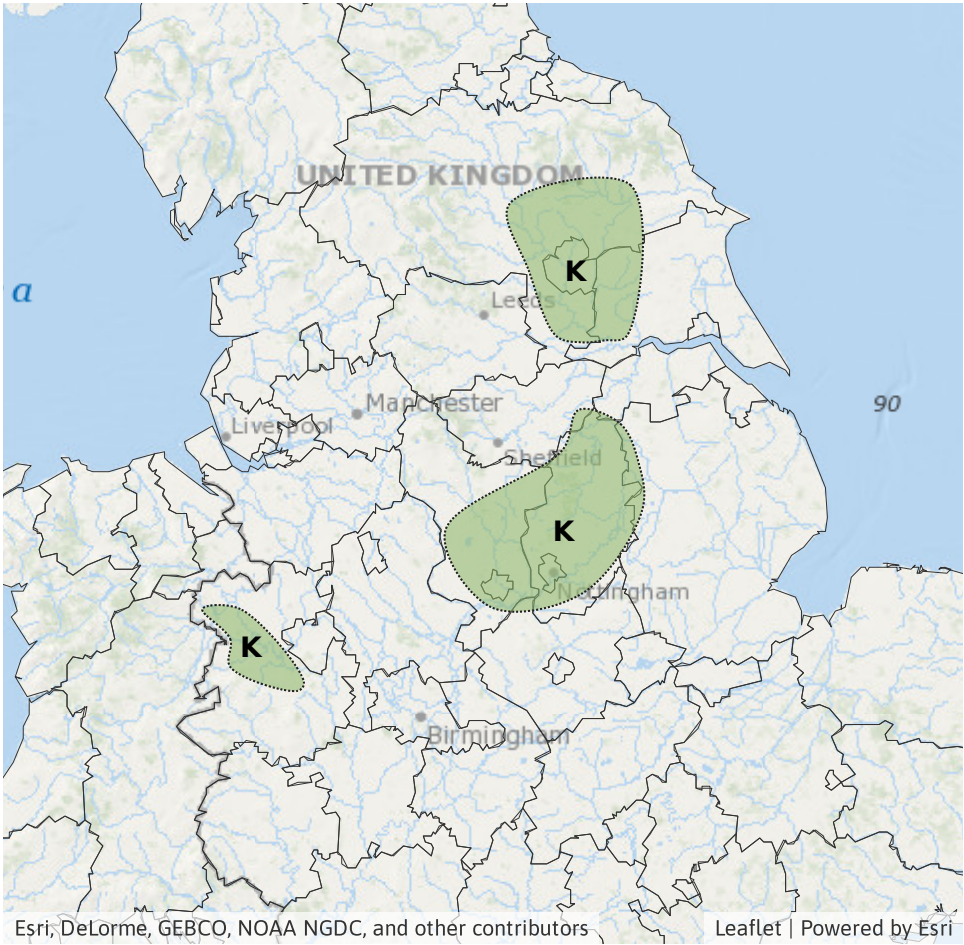 UNITED KINGDOM
K
a
Leeds
Manchester
90
Liverpool
Sheffield
K
Nottingham
K
Birmingham
Esri, DeLorme, GEBCO, NOAA NGDC, and other contributors
Leaflet | Powered by Esri